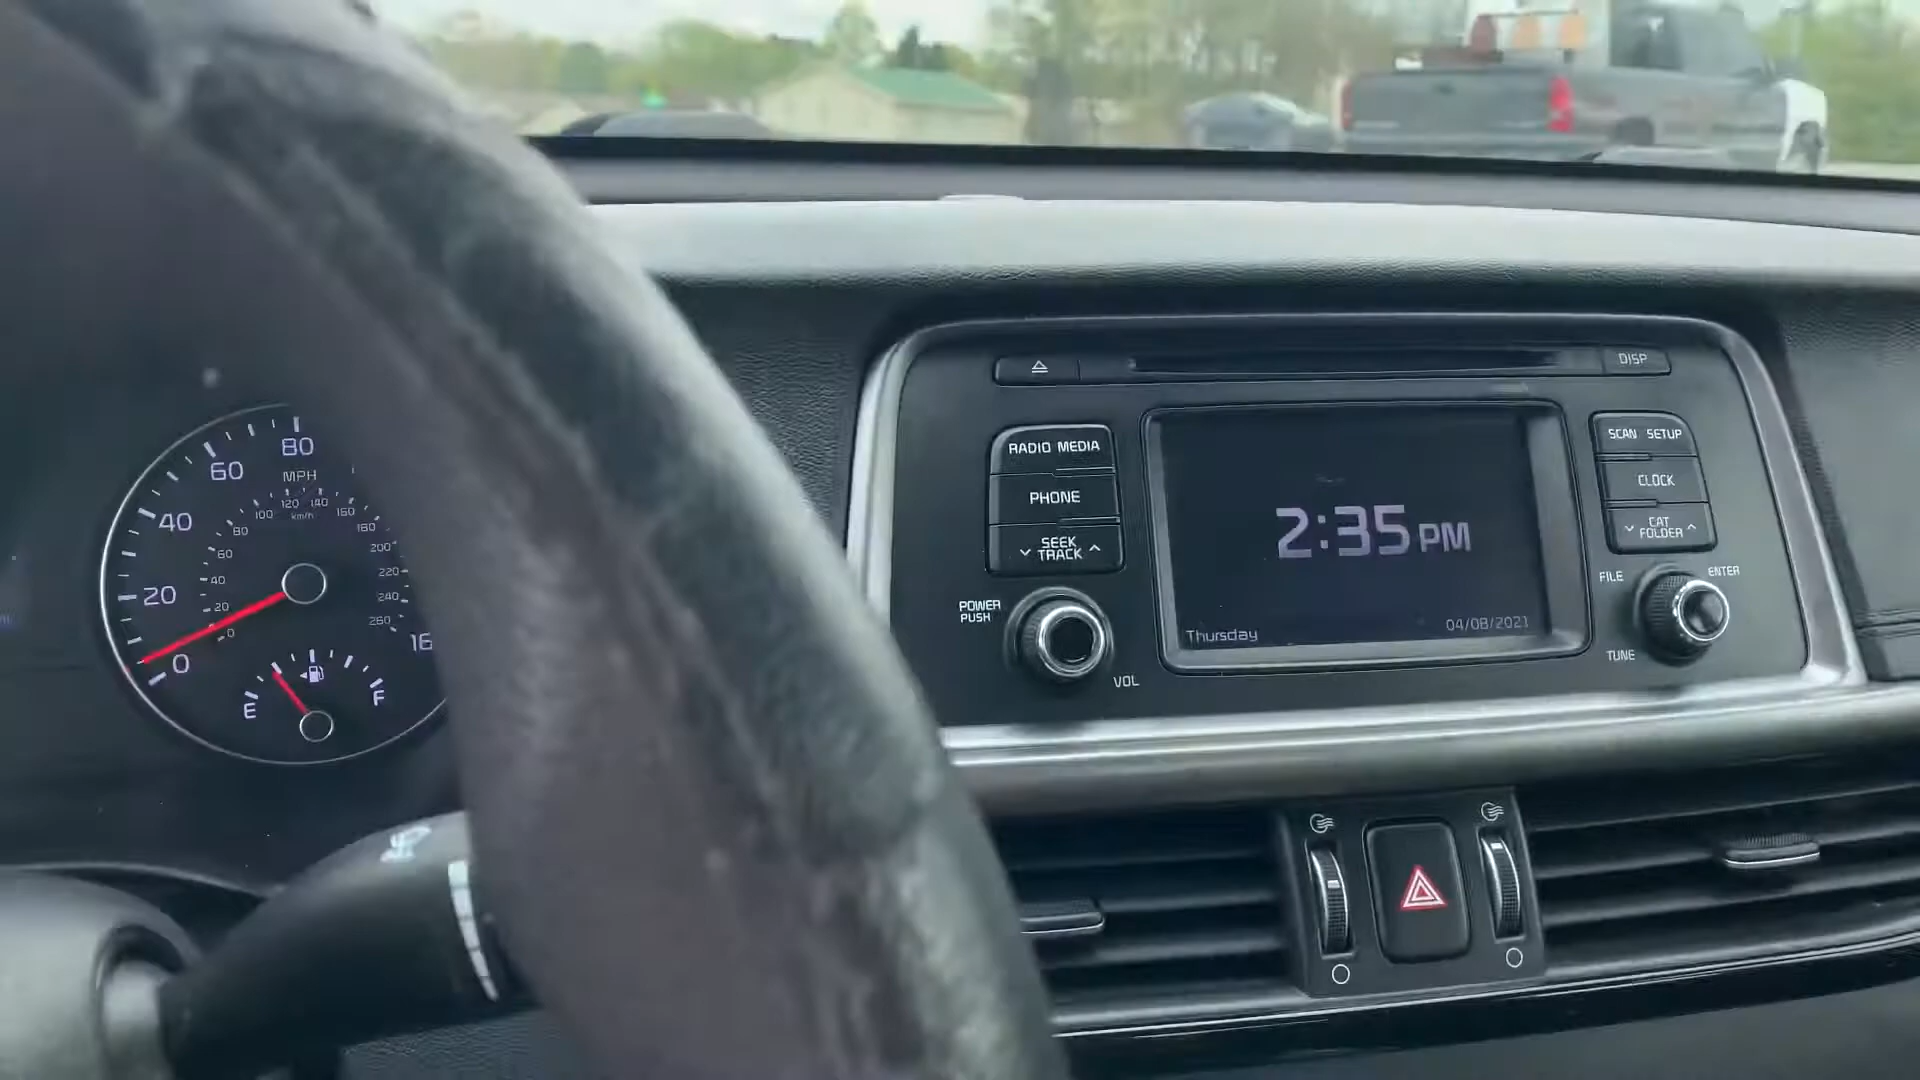 80
60
MPH
120 140
100 km/h 160
40
80 180
60 200
20
40 220
20 240
0 260
0
16
E F
DISP
RADIO MEDIA
PHONE
SEEK
TRACK
POWER
PUSH
VOL
2:35 PM
Thursday
04/08/2021
SCAN SETUP
CLOCK
CAT
FOLDER
FILE
ENTER
TUNE